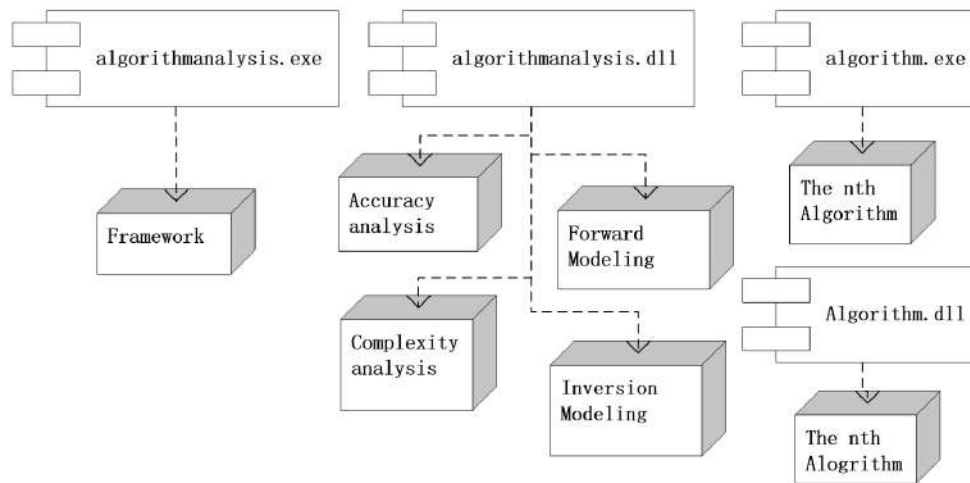 algorithmanalysis.exe
algorithmanalysis.dll
algorithm.exe
Accuracy
analysis
The nth
Algorithm
Framework
Forward
Modeling
Algorithm.dll
Complexity
analysis
Inversion
Modeling
The nth
Alogrithm